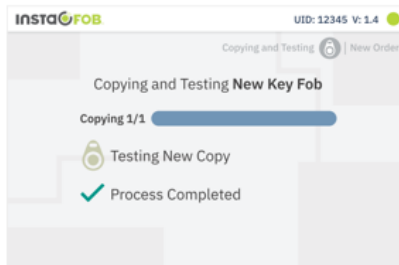 INSTAFOB
UID: 12345 V: 1.4
Copying and Testing | New Order
Copying and Testing New Key Fob
Copying 1/1
Testing New Copy
Process Completed